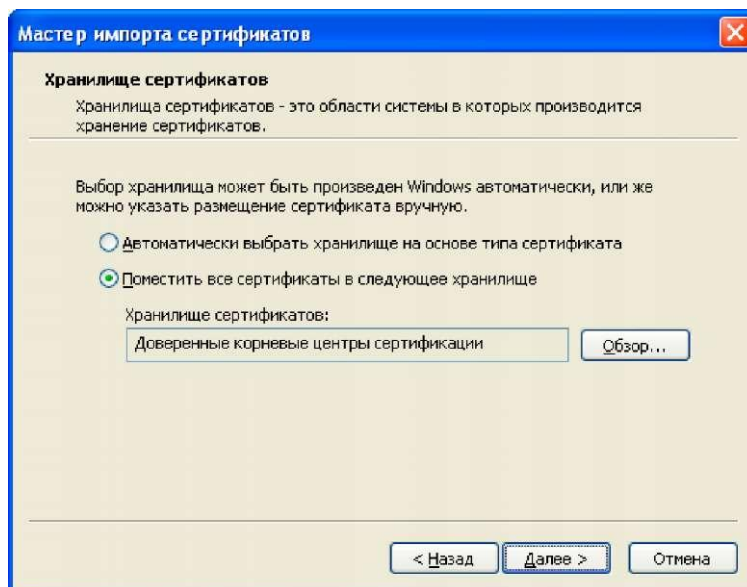 Мастер импорта сертификатов
Хранилище сертификатов
Хранилища сертификатов - это области системы в которых производится
хранение сертификатов.
Выбор хранилища может быть произведен Windows автоматически, или же
можно указать размещение сертификата вручную.
Автоматически выбрать хранилище на основе типа сертификата
Поместить все сертификаты в следующее хранилище
Хранилище сертификатов:
Доверенные корневые центры сертификации
Обзор...
< Назад
Далее >
Отмена